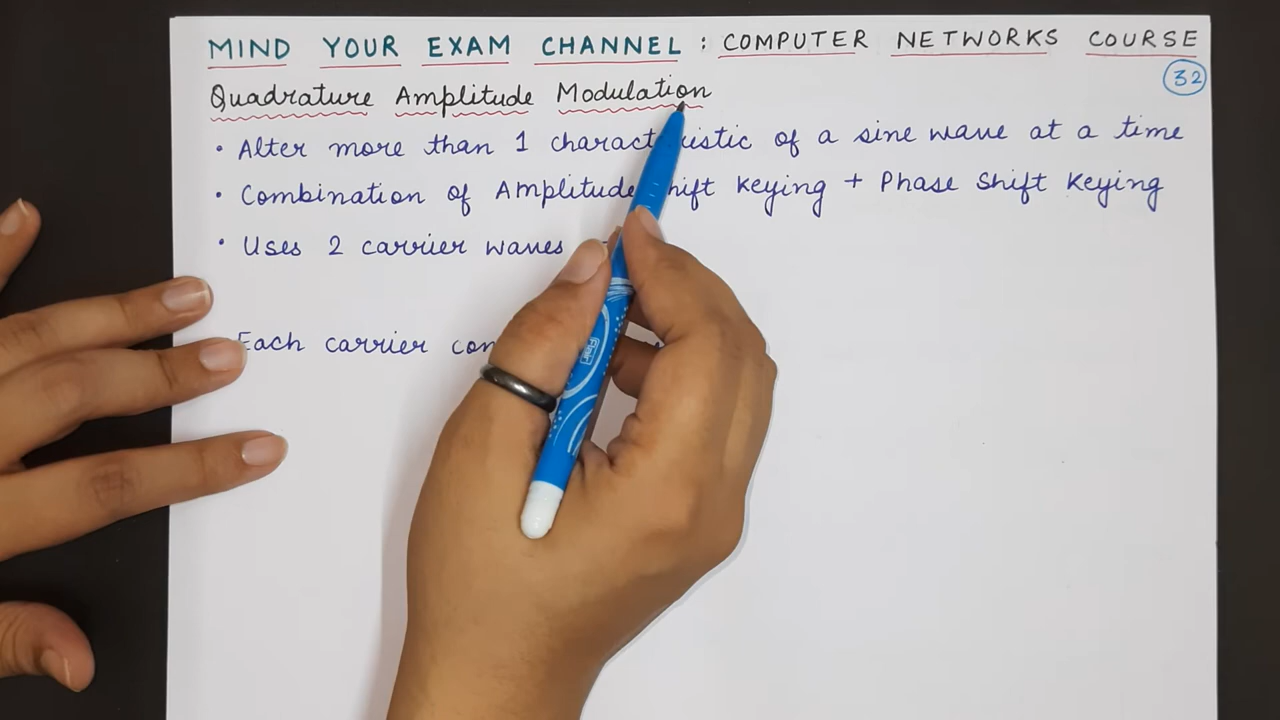 MIND YOUR EXAM CHANNEL : COMPUTER NETWORKS COURSE
32
Quadrature Amplitude Modulation
• Alter more than 1 characteristic of a sine wave at a time
• Combination of Amplitude Shift Keying + Phase Shift Keying
• Uses 2 carrier waves
Each carrier